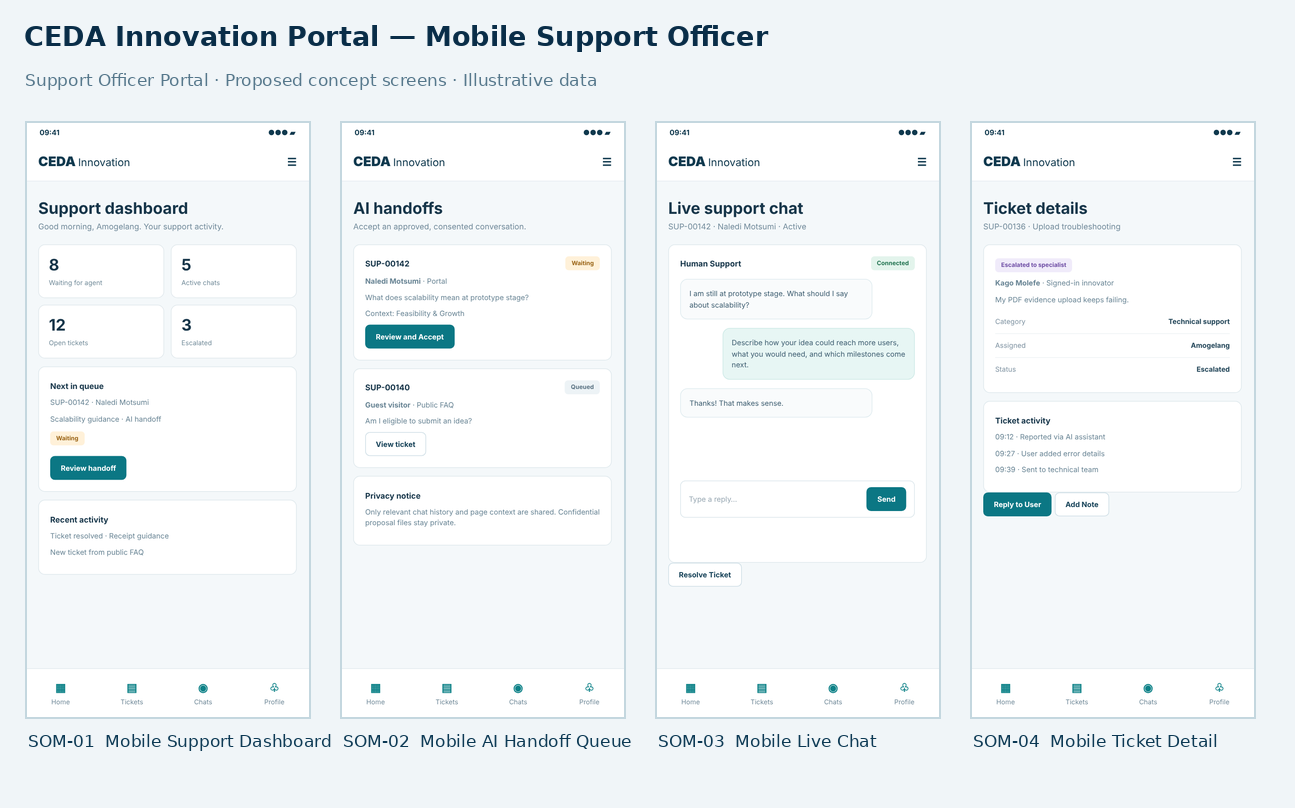 CEDA Innovation Portal — Mobile Support Officer
Support Officer Portal · Proposed concept screens · Illustrative data
09:41
CEDA Innovation
Support dashboard
Good morning, Amogelang. Your support activity.
8
Waiting for agent
5
Active chats
12
Open tickets
3
Escalated
Next in queue
SUP-00142 · Naledi Motsumi
Scalability guidance · AI handoff
Waiting
Review handoff
Recent activity
Ticket resolved · Receipt guidance
New ticket from public FAQ
Home
Tickets
Chats
Profile
SOM-01 Mobile Support Dashboard
09:41
CEDA Innovation
AI handoffs
Accept an approved, consented conversation.
SUP-00142
Waiting
Naledi Motsumi · Portal
What does scalability mean at prototype stage?
Context: Feasibility & Growth
Review and Accept
SUP-00140
Queued
Guest visitor · Public FAQ
Am I eligible to submit an idea?
View ticket
Privacy notice
Only relevant chat history and page context are shared. Confidential
proposal files stay private.
Home
Tickets
Chats
Profile
SOM-02 Mobile AI Handoff Queue
09:41
CEDA Innovation
Live support chat
SUP-00142 · Naledi Motsumi · Active
Human Support
Connected
I am still at prototype stage. What should I say
about scalability?
Describe how your idea could reach more users,
what you would need, and which milestones come
next.
Thanks! That makes sense.
Type a reply...
Send
Resolve Ticket
Home
Tickets
Chats
Profile
SOM-03 Mobile Live Chat
09:41
CEDA Innovation
Ticket details
SUP-00136 · Upload troubleshooting
Escalated to specialist
Kago Molefe · Signed-in innovator
My PDF evidence upload keeps failing.
Category
Technical support
Assigned
Amogelang
Status
Escalated
Ticket activity
09:12 · Reported via AI assistant
09:27 · User added error details
09:39 · Sent to technical team
Reply to User
Add Note
Home
Tickets
Chats
Profile
SOM-04 Mobile Ticket Detail